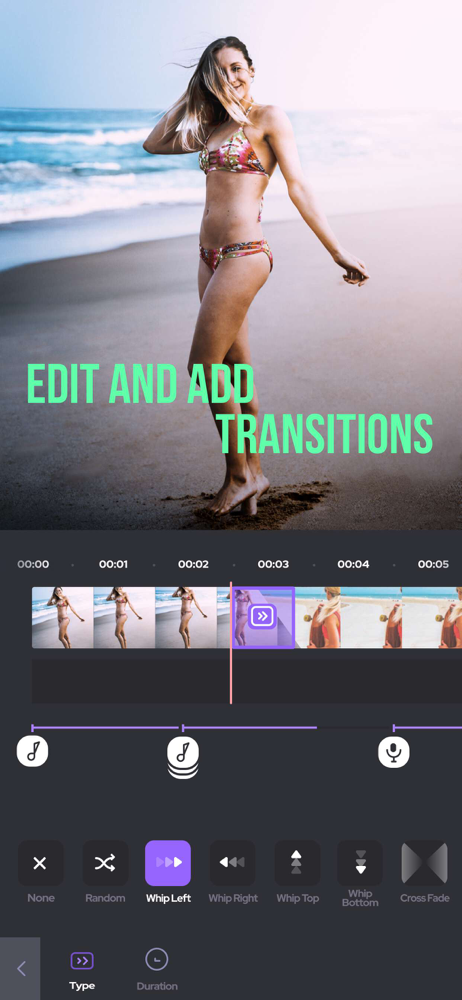 EDIT AND ADD
TRANSITIONS
00:00 00:01 00:02 00:03 00:04 00:05
None Random Whip Left Whip Right Whip Top Whip Bottom Cross Fade
Type Duration